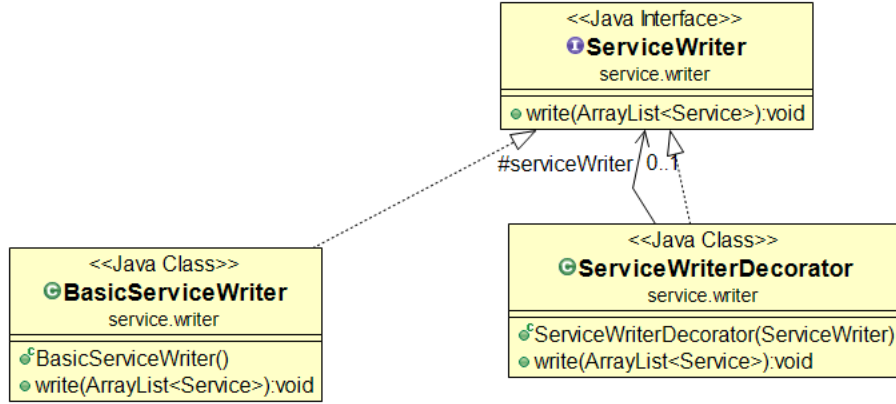 <<Java Interface>>
ServiceWriter
service.writer
write(ArrayList<Service>):void
#serviceWriter 0..1
<<Java Class>>
BasicServiceWriter
service.writer
BasicServiceWriter()
write(ArrayList<Service>):void
<<Java Class>>
ServiceWriterDecorator
service.writer
ServiceWriterDecorator(ServiceWriter)
write(ArrayList<Service>):void